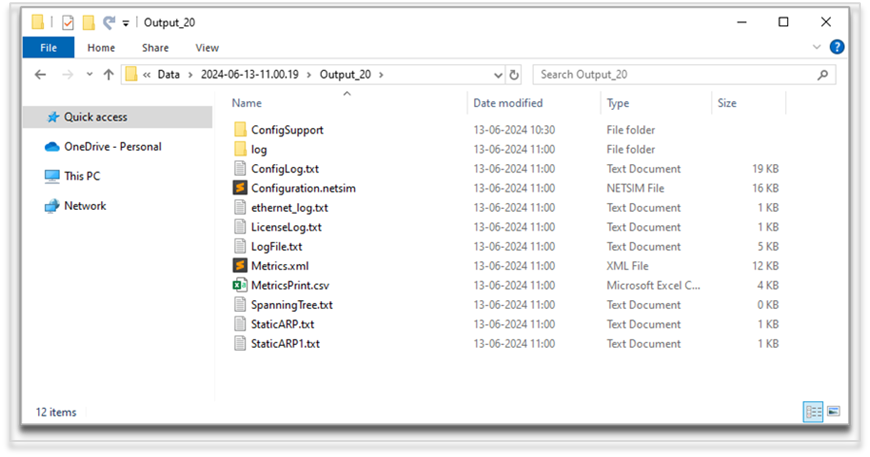 Output_20
File Home Share View
« Data › 2024-06-13-11.00.19 › Output_20 › Search Output_20
Quick access
OneDrive - Personal
This PC
Network
Name Date modified Type Size
ConfigSupport 13-06-2024 10:30 File folder
log 13-06-2024 11:00 File folder
ConfigLog.txt 13-06-2024 11:00 Text Document 19 KB
Configuration.netsim 13-06-2024 11:00 NETSIM File 16 KB
ethernet_log.txt 13-06-2024 11:00 Text Document 1 KB
LicenseLog.txt 13-06-2024 11:00 Text Document 1 KB
LogFile.txt 13-06-2024 11:00 Text Document 5 KB
Metrics.xml 13-06-2024 11:00 XML File 12 KB
MetricsPrint.csv 13-06-2024 11:00 Microsoft Excel C... 4 KB
SpanningTree.txt 13-06-2024 11:00 Text Document 0 KB
StaticARP.txt 13-06-2024 11:00 Text Document 1 KB
StaticARP1.txt 13-06-2024 11:00 Text Document 1 KB
12 items